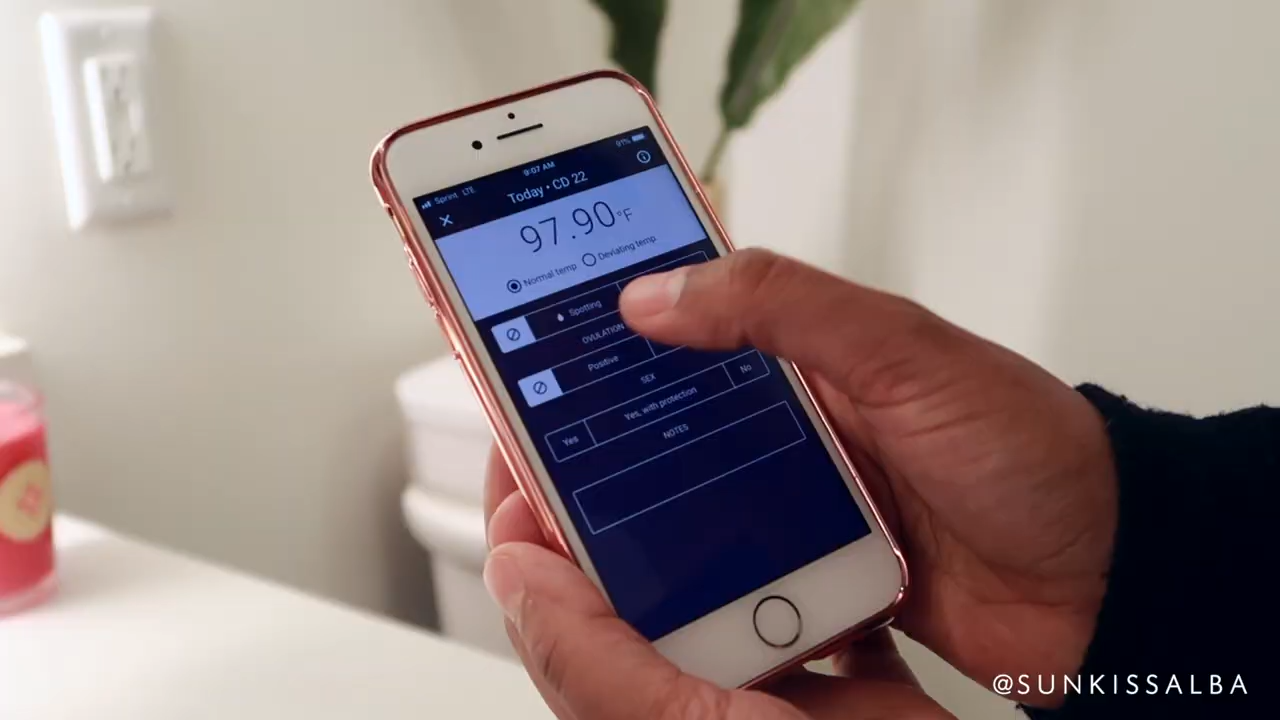 Sprint LTE
9:07 AM
91%
Today • CD 22
97.90 °F
Normal temp
Deviating temp
Spotting
OVULATION
Positive
SEX
Yes
Yes, with protection
No
NOTES
@SUNKISSALBA